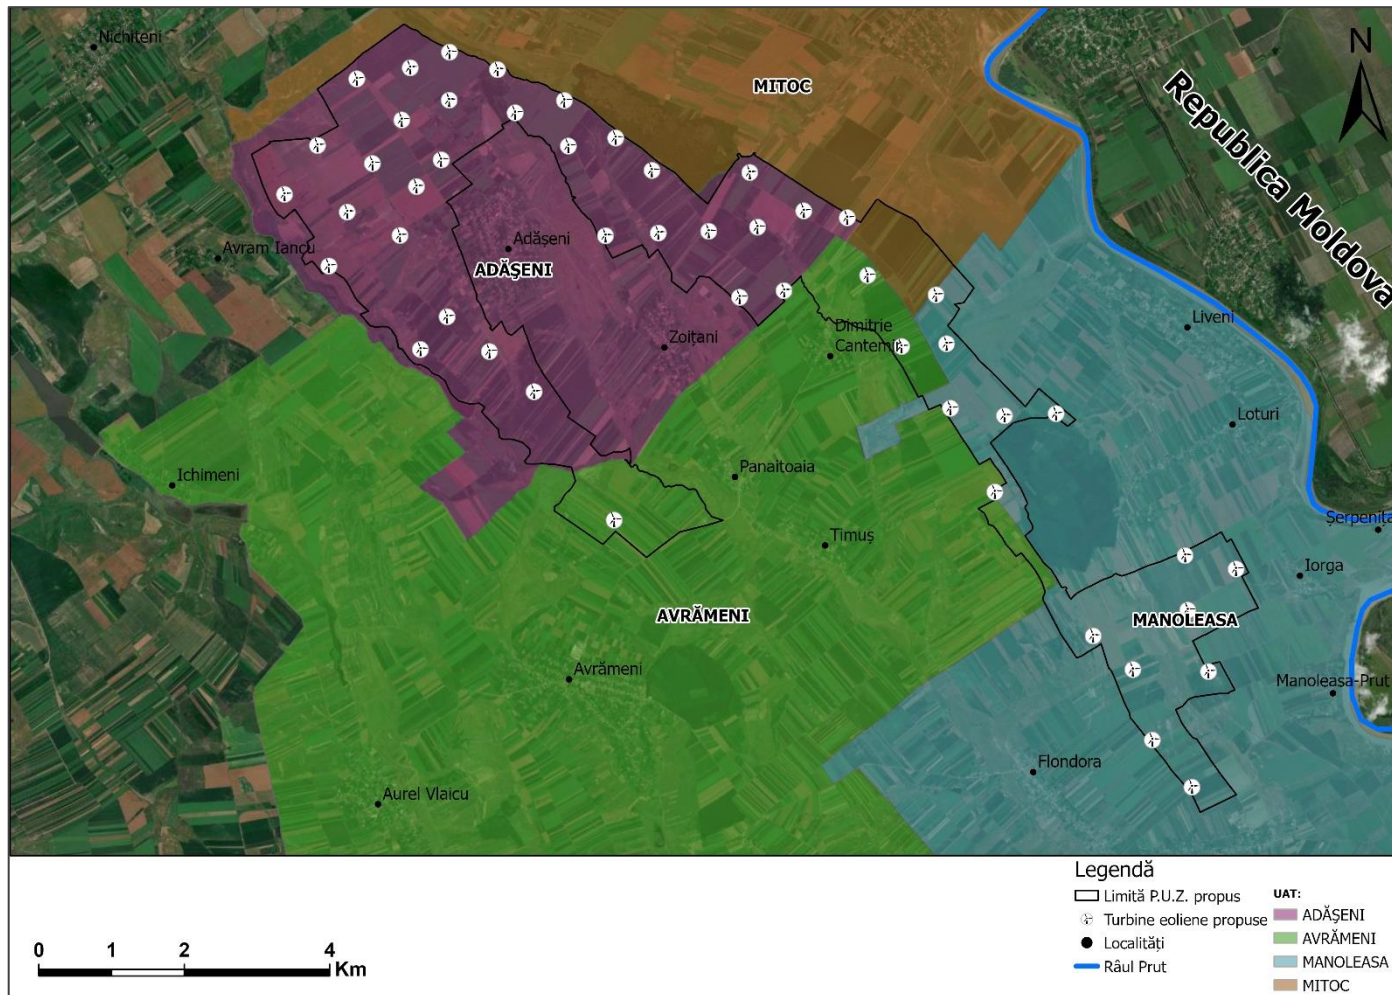 Nichiteni
MITOC
N
Republica Moldova
Avram Iancu
Adășeni
ADĂȘENI
Zoițani
Dimitrie
Cantemir
Liveni
Loturi
Ichimeni
Panaitoaia
Timuș
Șerpenița
Iorga
AVRĂMENI
MANOLEASA
Avrămeni
Manoleasa-Prut
Flondora
Aurel Vlaicu
Legendă
Limită P.U.Z. propus
Turbine eoliene propuse
Localități
Râul Prut
UAT:
ADĂȘENI
AVRĂMENI
MANOLEASA
MITOC
0 1 2 4
Km